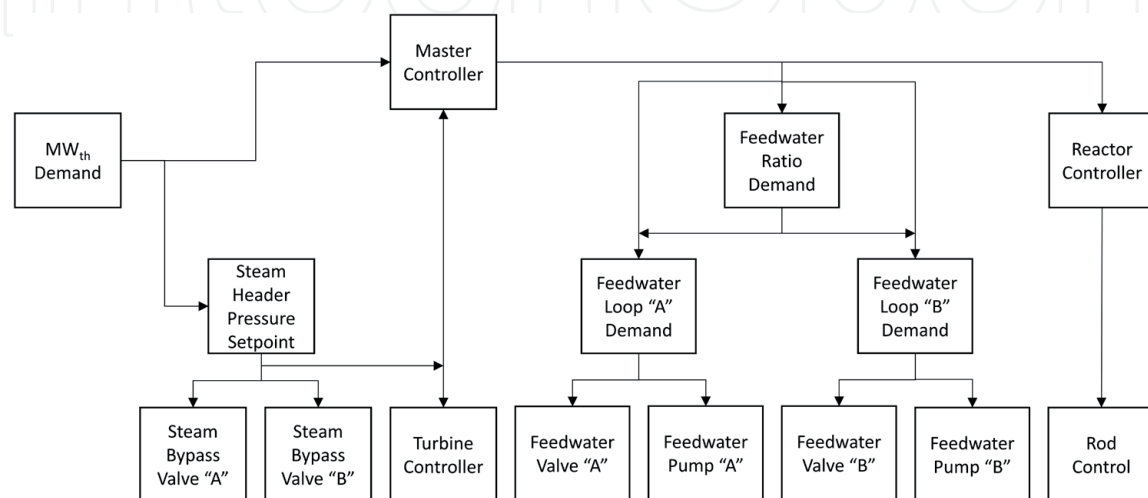 Master
Controller
MWth
Demand
Feedwater
Ratio
Demand
Reactor
Controller
Steam
Header
Pressure
Setpoint
Feedwater
Loop “A”
Demand
Feedwater
Loop “B”
Demand
Steam
Bypass
Valve “A”
Steam
Bypass
Valve “B”
Turbine
Controller
Feedwater
Valve “A”
Feedwater
Pump “A”
Feedwater
Valve “B”
Feedwater
Pump “B”
Rod
Control